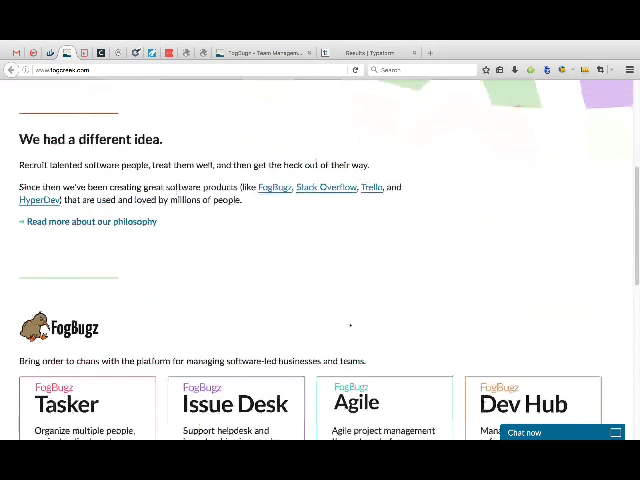 FogBugz - Team Managem...
Results | Typeform
www.fogcreek.com
Search
We had a different idea.
Recruit talented software people, treat them well, and then get the heck out of their way.
Since then we've been creating great software products (like FogBugz, Stack Overflow, Trello, and
HyperDev) that are used and loved by millions of people.
Read more about our philosophy
FogBugz
Bring order to chaos with the platform for managing software-led businesses and teams.
FogBugz
Tasker
Organize multiple people,
FogBugz
Issue Desk
Support helpdesk and
FogBugz
Agile
Agile project management
FogBugz
Dev Hub
Chat now